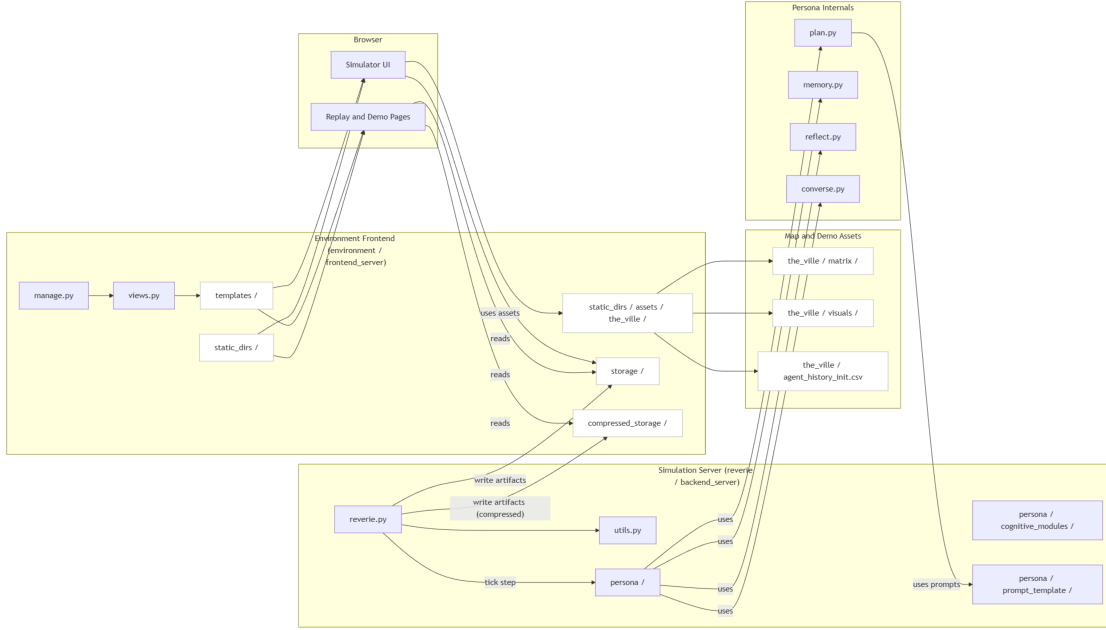 Persona Internals
plan.py
memory.py
reflect.py
converse.py
Browser
Simulator UI
Replay and Demo Pages
Environment Frontend
(environment /
frontend_server)
manage.py
views.py
templates /
static_dirs /
uses assets
reads
reads
reads
static_dirs / assets /
the_ville /
storage /
compressed_storage /
Map and Demo Assets
the_ville / matrix /
the_ville / visuals /
the_ville /
agent_history_init.csv
Simulation Server (reverie
/ backend_server)
write artifacts
write artifacts
(compressed)
reverie.py
utils.py
tick step
persona /
uses
uses
uses
uses
uses prompts
persona /
cognitive_modules /
persona /
prompt_template /